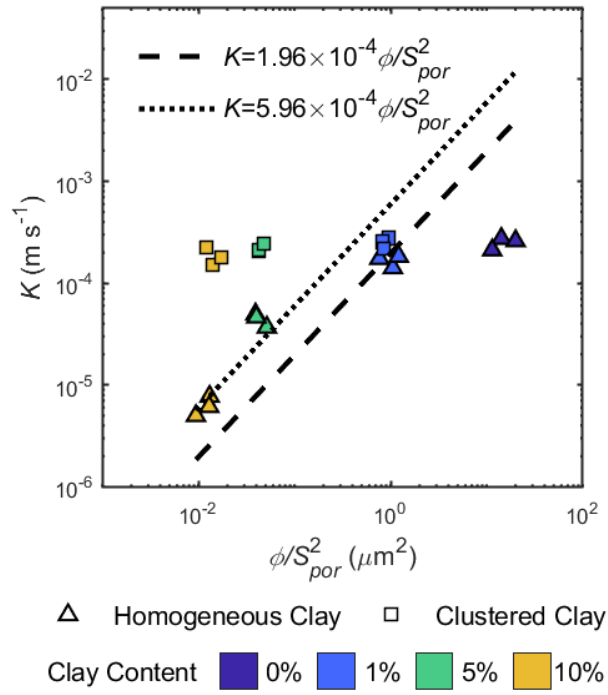 K=1.96×10⁻⁴ϕ/S²por
K=5.96×10⁻⁴ϕ/S²por
10⁻²
10⁻³
10⁻⁴
10⁻⁵
10⁻⁶
K (m s⁻¹)
10⁻² 10⁰ 10²
ϕ/S²por (μm²)
Homogeneous Clay Clustered Clay
Clay Content 0% 1% 5% 10%